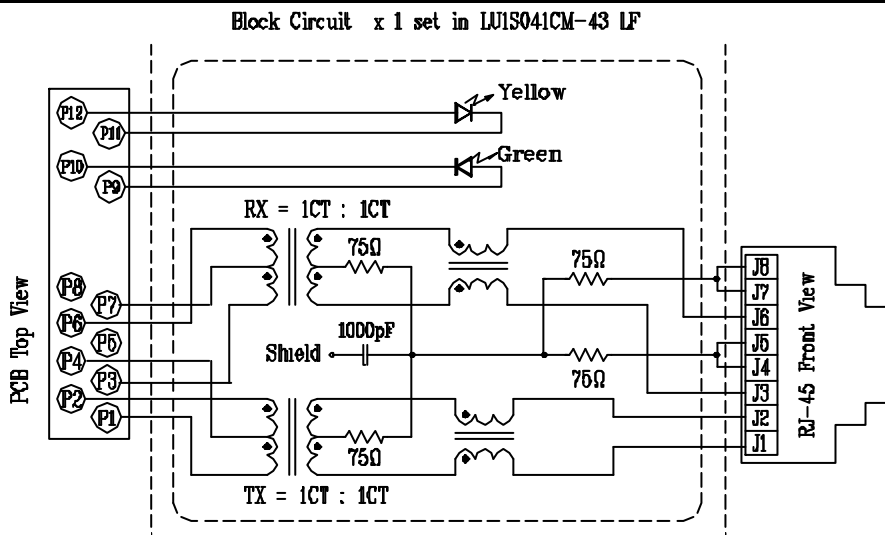 Block Circuit x 1 set in LU1S041CM-43 LF
P12
Yellow
P11
P10
Green
P9
RX = 1CT : 1CT
75Ω
75Ω
P8
P7
P6
P5
P4
P3
P2
P1
PCB Top View
1000pF
Shield
75Ω
75Ω
TX = 1CT : 1CT
J8
J7
J6
J5
J4
J3
J2
J1
RJ-45 Front View